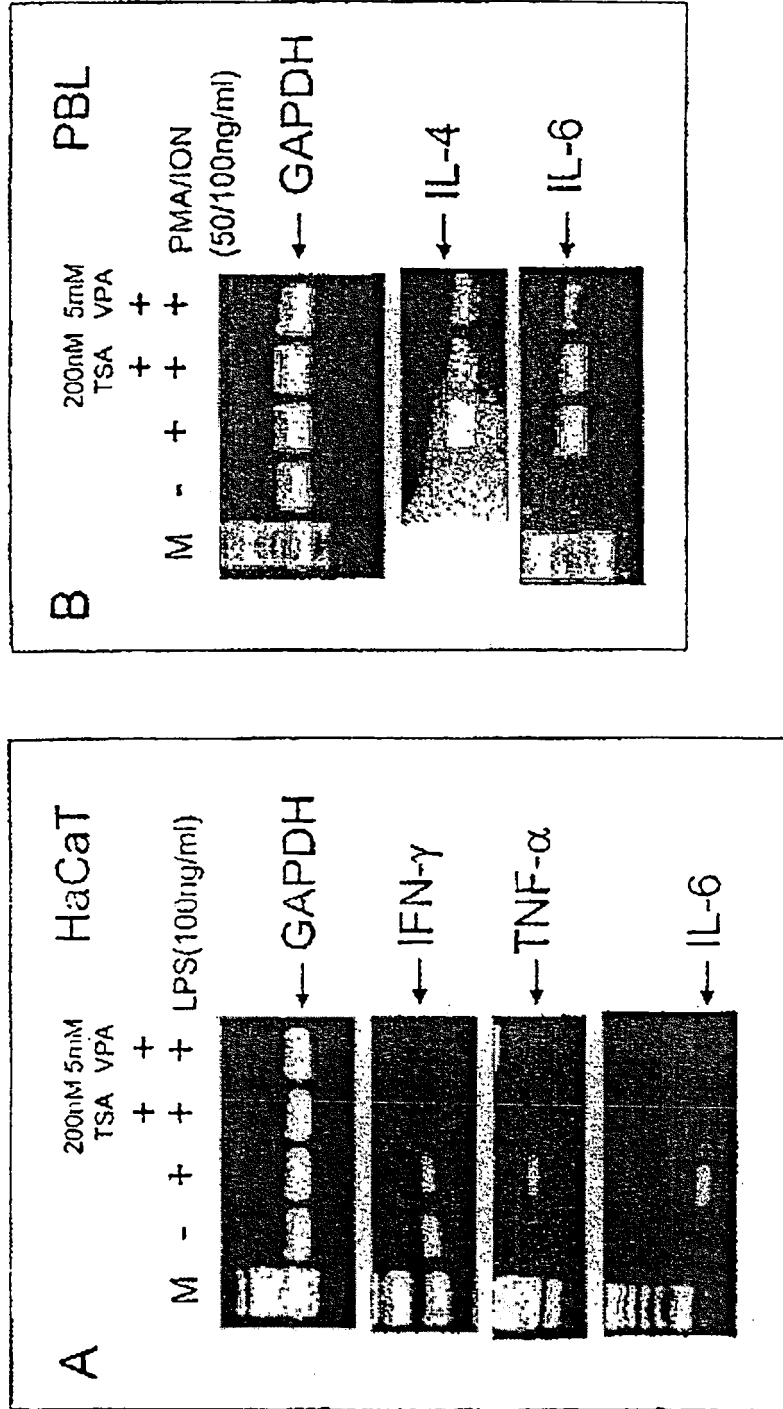 A
HaCaT
200nM 5mM
TSA VPA
+ +
M - + + + LPS(100ng/ml)
← GAPDH
← IFN-γ
← TNF-α
← IL-6
B
PBL
200nM 5mM
TSA VPA
+ +
M - + + + PMA/ION
(50/100ng/ml)
← GAPDH
← IL-4
← IL-6